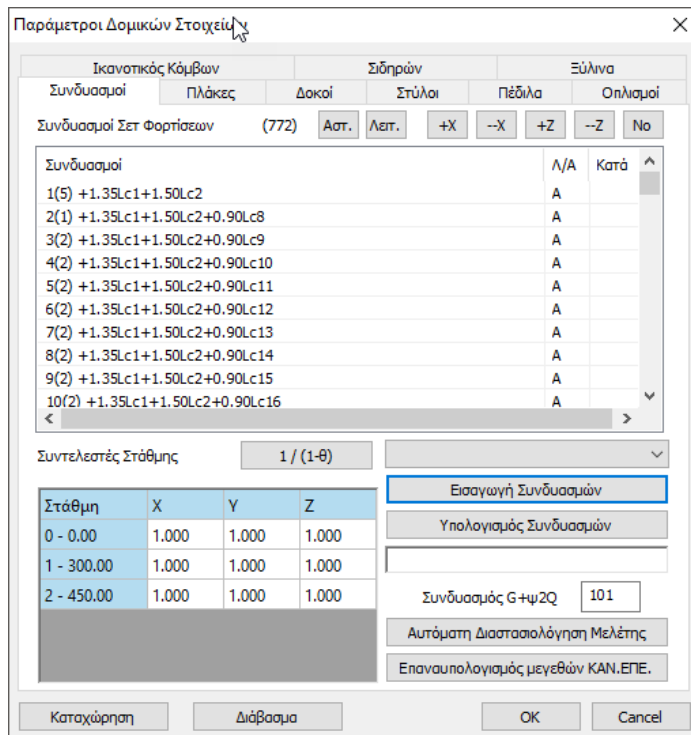 Παράμετροι Δομικών Στοιχείων
Ικανοτικός Κόμβων Σιδηρών Ξύλινα
Συνδυασμοί Πλάκες Δοκοί Στύλοι Πέδιλα Οπλισμοί
Συνδυασμοί Σετ Φορτίσεων (772) Αστ. Λειτ. +X --X +Z --Z No
Συνδυασμοί Λ/Α Κατά
1(5) +1.35Lc1+1.50Lc2 Α
2(1) +1.35Lc1+1.50Lc2+0.90Lc8 Α
3(2) +1.35Lc1+1.50Lc2+0.90Lc9 Α
4(2) +1.35Lc1+1.50Lc2+0.90Lc10 Α
5(2) +1.35Lc1+1.50Lc2+0.90Lc11 Α
6(2) +1.35Lc1+1.50Lc2+0.90Lc12 Α
7(2) +1.35Lc1+1.50Lc2+0.90Lc13 Α
8(2) +1.35Lc1+1.50Lc2+0.90Lc14 Α
9(2) +1.35Lc1+1.50Lc2+0.90Lc15 Α
10(2) +1.35Lc1+1.50Lc2+0.90Lc16 Α
Συντελεστές Στάθμης 1 / (1-θ)
Εισαγωγή Συνδυασμών
Υπολογισμός Συνδυασμών
Στάθμη X Y Z
0 - 0.00 1.000 1.000 1.000
1 - 300.00 1.000 1.000 1.000
2 - 450.00 1.000 1.000 1.000
Συνδυασμός G+ψ2Q 101
Αυτόματη Διαστασιολόγηση Μελέτης
Επαναυπολογισμός μεγεθών ΚΑΝ.ΕΠΕ.
Καταχώρηση Διάβασμα OK Cancel